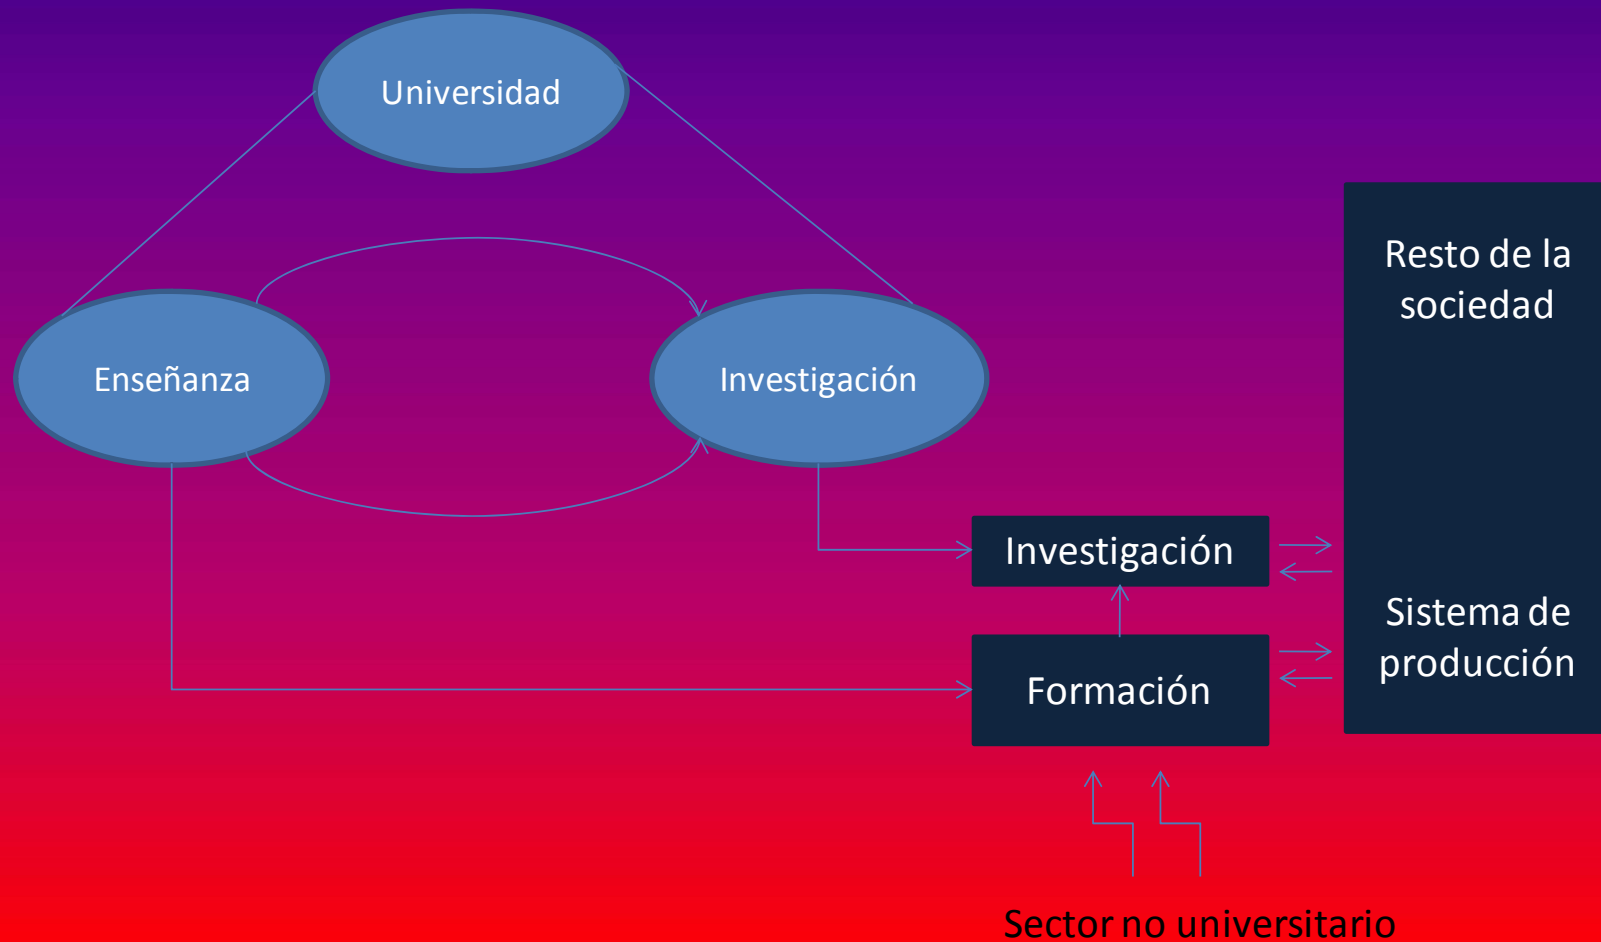 Universidad
Enseñanza
Investigación
Resto de la
sociedad
Investigación
Sistema de
producción
Formación
Sector no universitario